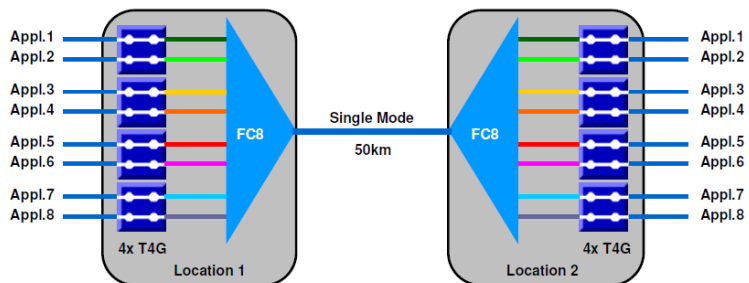 Appl.1
Appl.2
Appl.3
Appl.4
Appl.5
Appl.6
Appl.7
Appl.8
FC8
4x T4G
Location 1
Single Mode
50km
FC8
Appl.1
Appl.2
Appl.3
Appl.4
Appl.5
Appl.6
Appl.7
Appl.8
4x T4G
Location 2